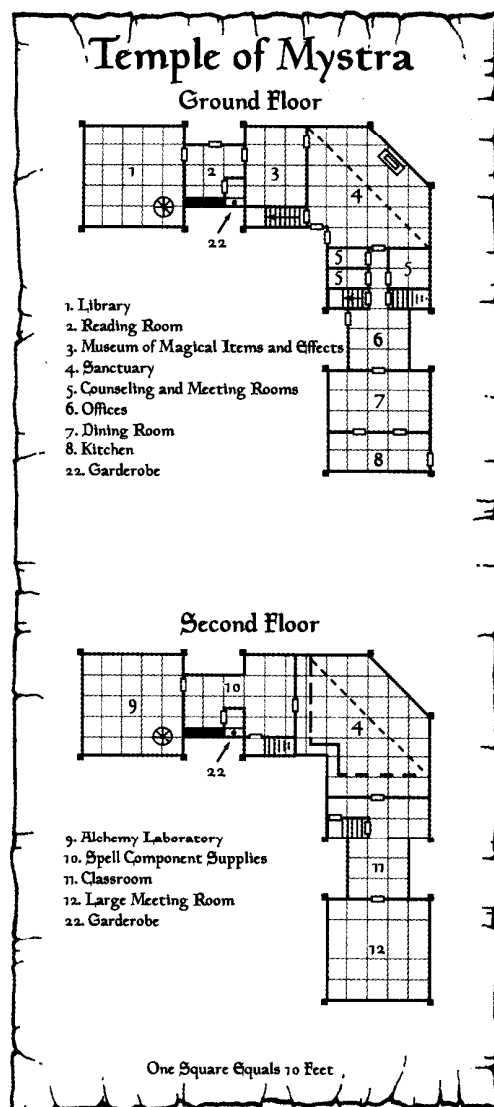 Temple of Mystra
Ground Floor
1
2
3
4
22
5
5
5
6
7
8
1. Library
2. Reading Room
3. Museum of Magical Items and Effects
4. Sanctuary
5. Counseling and Meeting Rooms
6. Offices
7. Dining Room
8. Kitchen
22. Garderobe
Second Floor
9
10
4
22
11
12
9. Alchemy Laboratory
10. Spell Component Supplies
11. Classroom
12. Large Meeting Room
22. Garderobe
One Square Equals 10 Feet